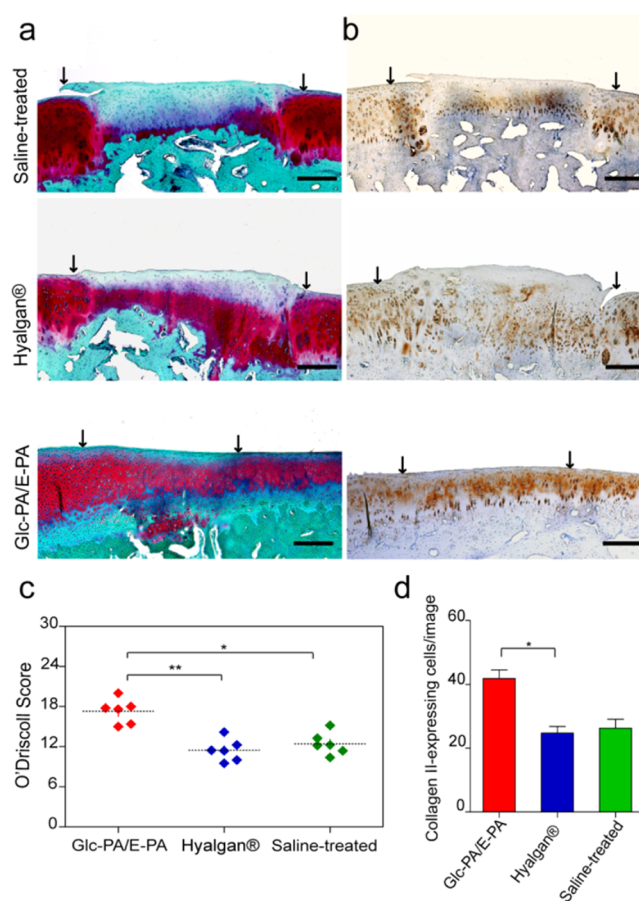 a
b
Saline-treated
Hyalgan®
Glc-PA/E-PA
c
30
24
18
12
6
0
O'Driscoll Score
*
**
Glc-PA/E-PA
Hyalgan®
Saline-treated
d
60
40
20
0
Collagen II-expressing cells/image
*
Glc-PA/E-PA
Hyalgan®
Saline-treated